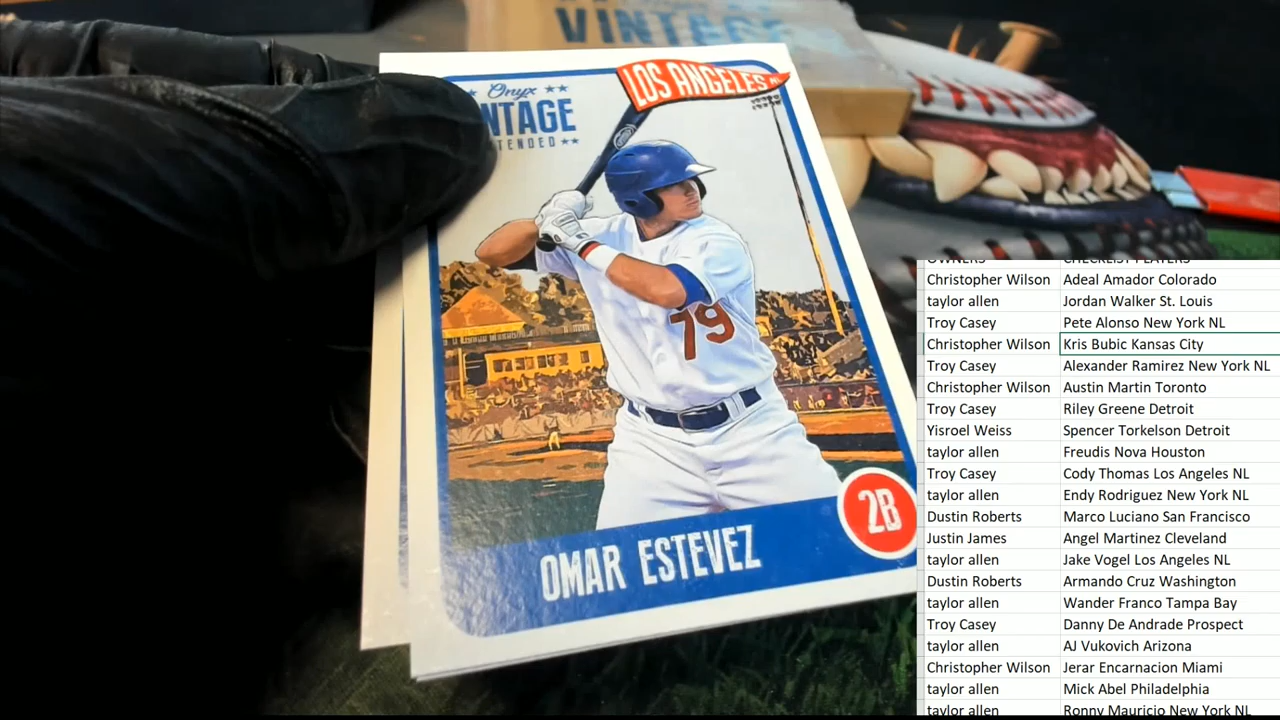 VINTAGE
LOS ANGELES NL
Onyx
NTAGE
TENDED
79
2B
OMAR ESTEVEZ
OWNERS CHECKLIST PLAYERS
Christopher Wilson Adeal Amador Colorado
taylor allen Jordan Walker St. Louis
Troy Casey Pete Alonso New York NL
Christopher Wilson Kris Bubic Kansas City
Troy Casey Alexander Ramirez New York NL
Christopher Wilson Austin Martin Toronto
Troy Casey Riley Greene Detroit
Yisroel Weiss Spencer Torkelson Detroit
taylor allen Freudis Nova Houston
Troy Casey Cody Thomas Los Angeles NL
taylor allen Endy Rodriguez New York NL
Dustin Roberts Marco Luciano San Francisco
Justin James Angel Martinez Cleveland
taylor allen Jake Vogel Los Angeles NL
Dustin Roberts Armando Cruz Washington
taylor allen Wander Franco Tampa Bay
Troy Casey Danny De Andrade Prospect
taylor allen AJ Vukovich Arizona
Christopher Wilson Jerar Encarnacion Miami
taylor allen Mick Abel Philadelphia
taylor allen Ronny Mauricio New York NL